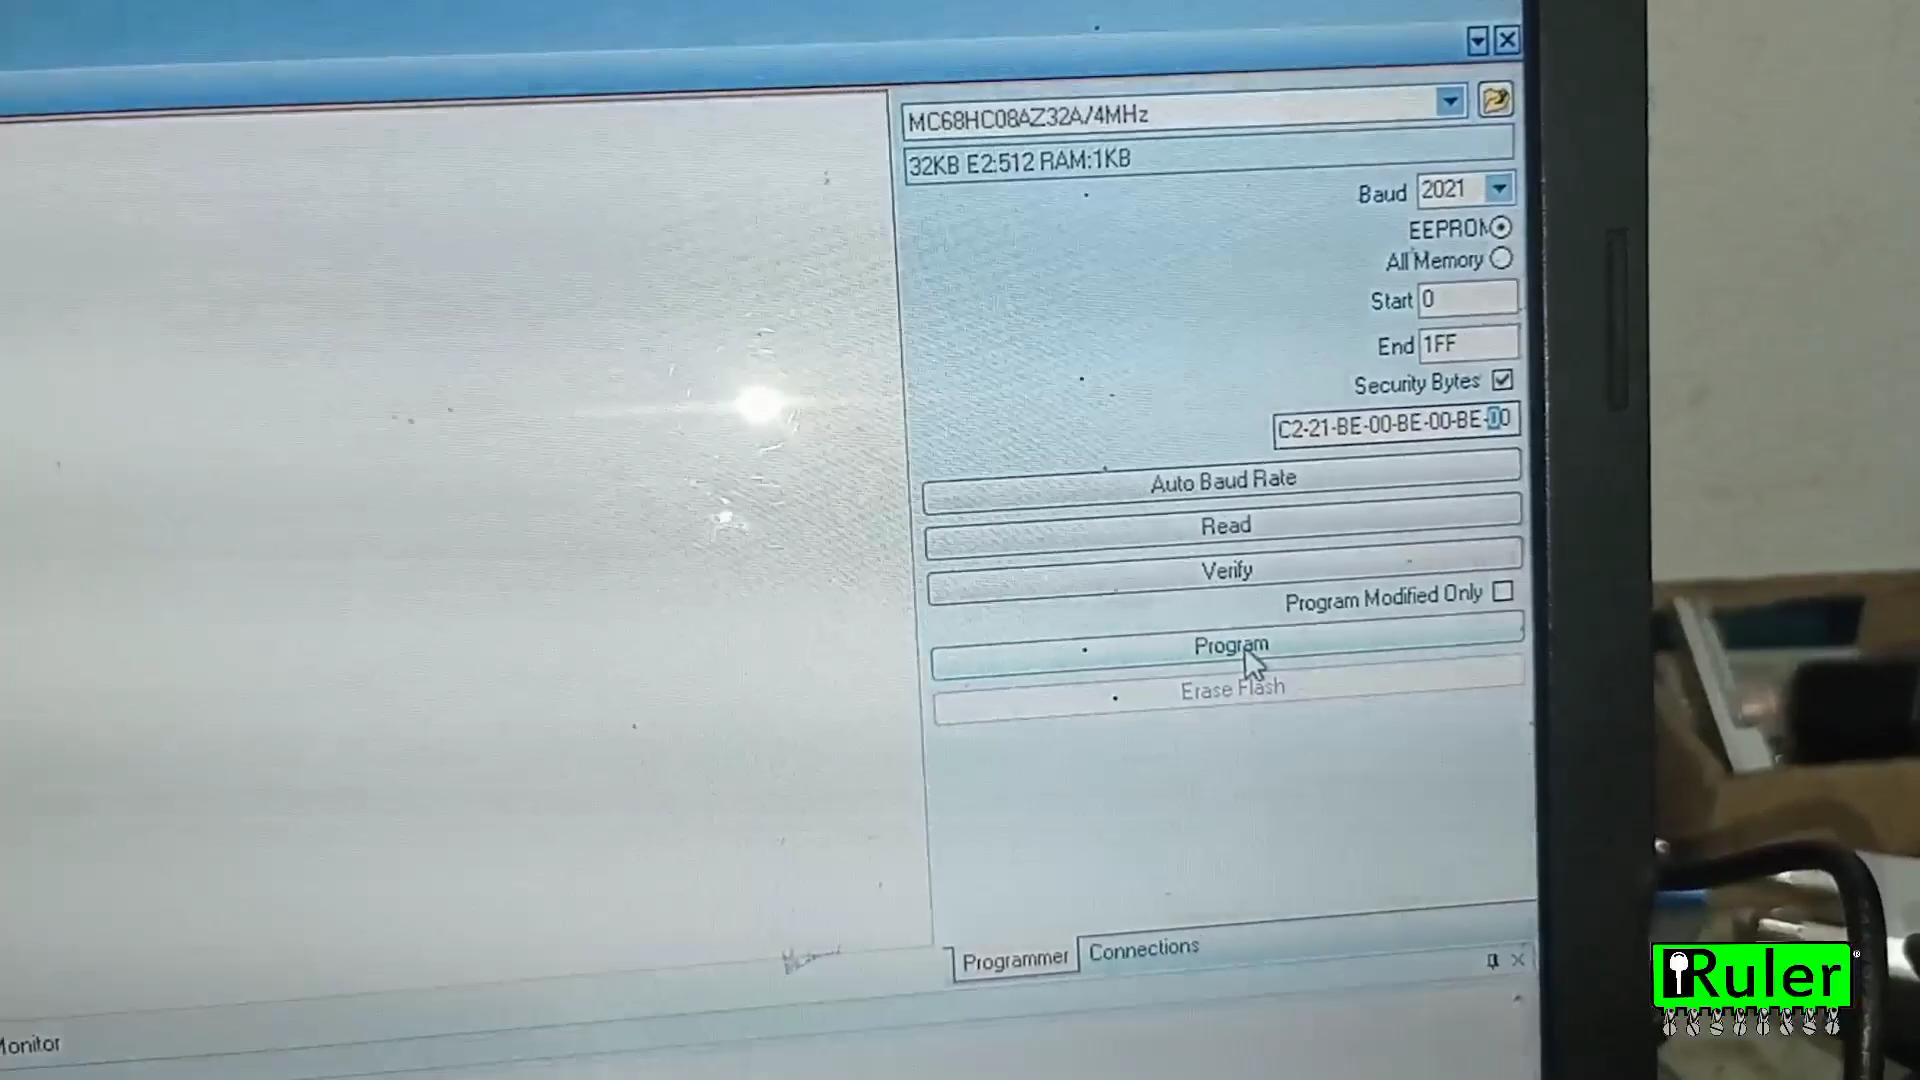 MC68HC08AZ32A/4MHz
32KB E2:512 RAM:1KB
Baud 2021
EEPROM
All Memory
Start 0
End 1FF
Security Bytes
C2-21-BE-00-BE-00-BE-00
Auto Baud Rate
Read
Verify
Program Modified Only
Program
Erase Flash
Programmer Connections
Monitor
iRuler